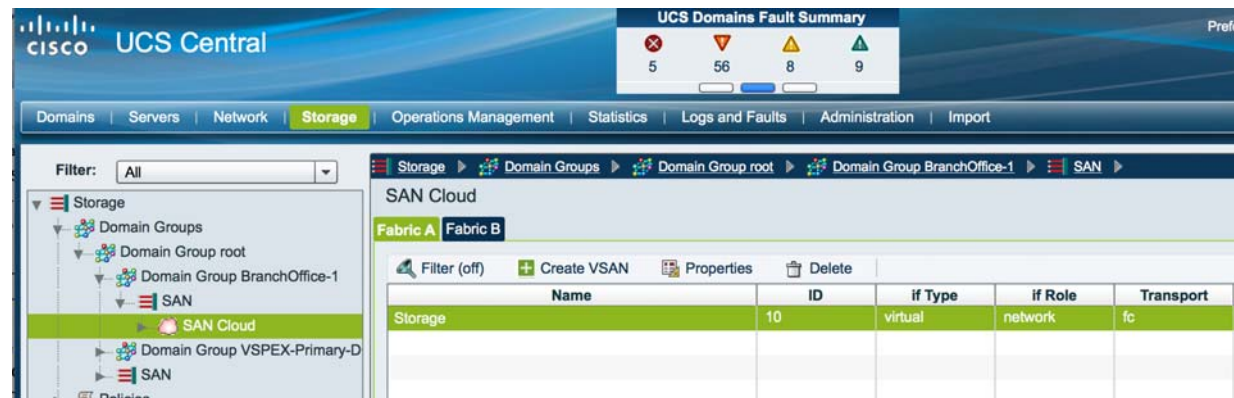 UCS Domains Fault Summary
CISCO UCS Central
5 56 8 9
Domains | Servers | Network | Storage | Operations Management | Statistics | Logs and Faults | Administration | Import
Filter: All
Storage
Domain Groups
Domain Group root
Domain Group BranchOffice-1
SAN
SAN Cloud
Domain Group VSPEX-Primary-D
SAN
Policies
Storage Domain Groups Domain Group root Domain Group BranchOffice-1 SAN
SAN Cloud
Fabric A Fabric B
Filter (off) Create VSAN Properties Delete
Name ID if Type if Role Transport
Storage 10 virtual network fc